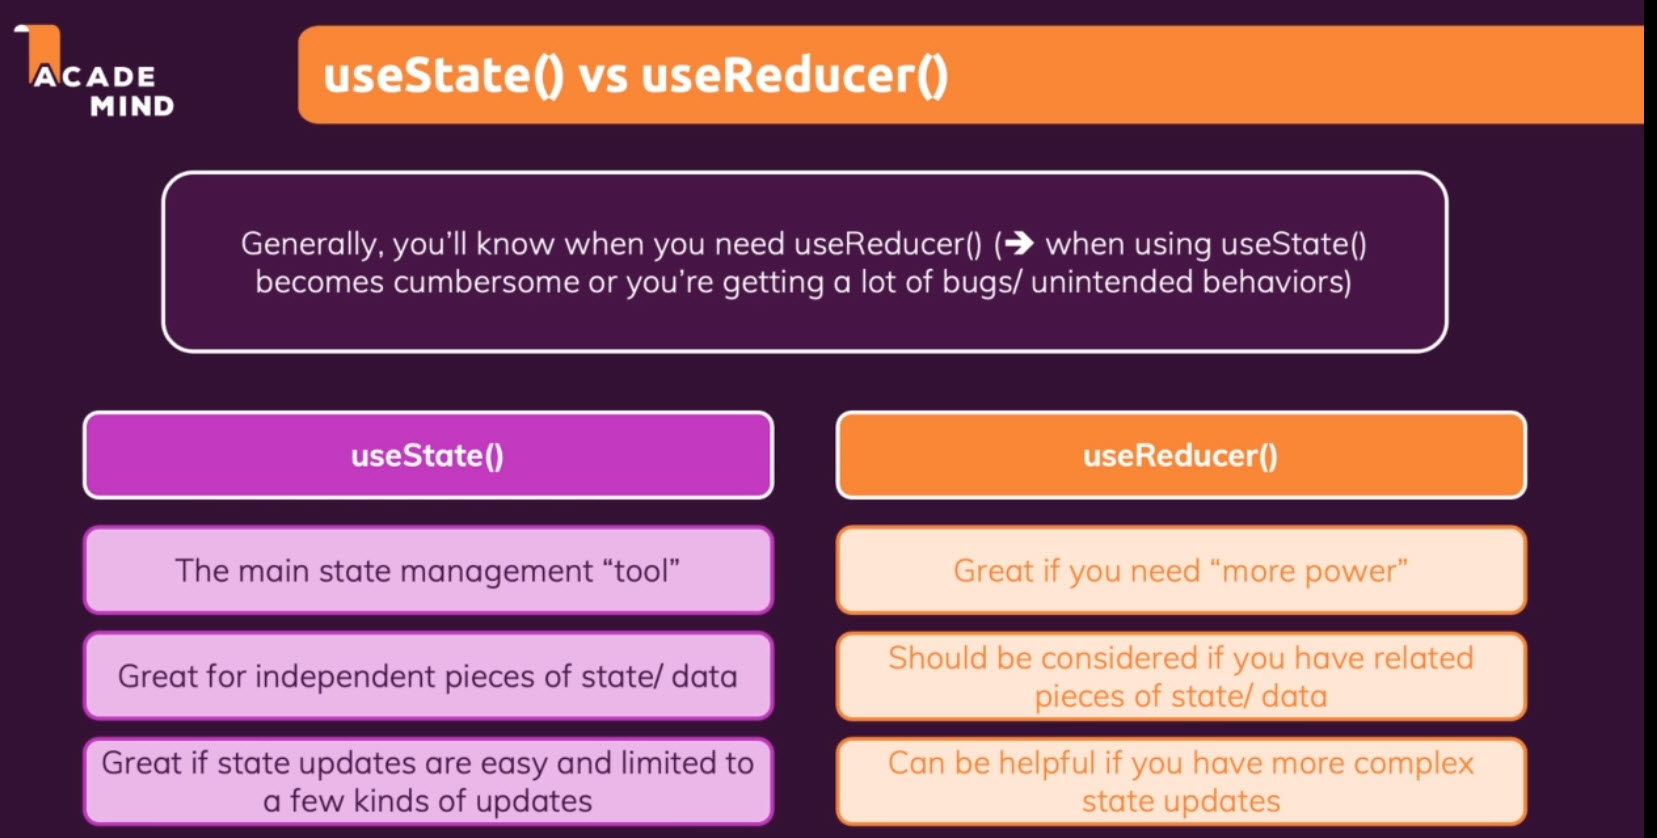 ACADE
MIND
useState() vs useReducer()
Generally, you'll know when you need useReducer() (➔ when using useState()
becomes cumbersome or you're getting a lot of bugs/ unintended behaviors)
useState()
useReducer()
The main state management “tool”
Great if you need “more power”
Great for independent pieces of state/ data
Should be considered if you have related
pieces of state/ data
Great if state updates are easy and limited to
a few kinds of updates
Can be helpful if you have more complex
state updates